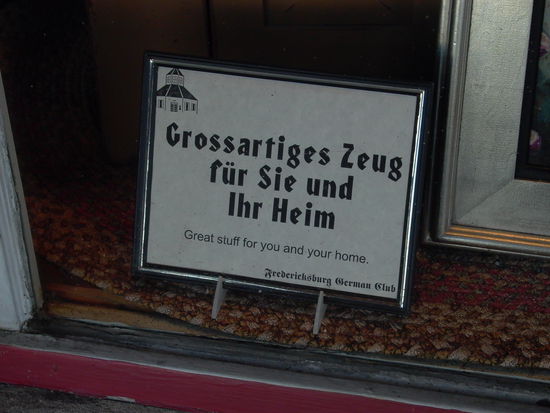 Grossartiges Zeug
für Sie und
Ihr Heim
Great stuff for you and your home.
Fredericksburg German Club